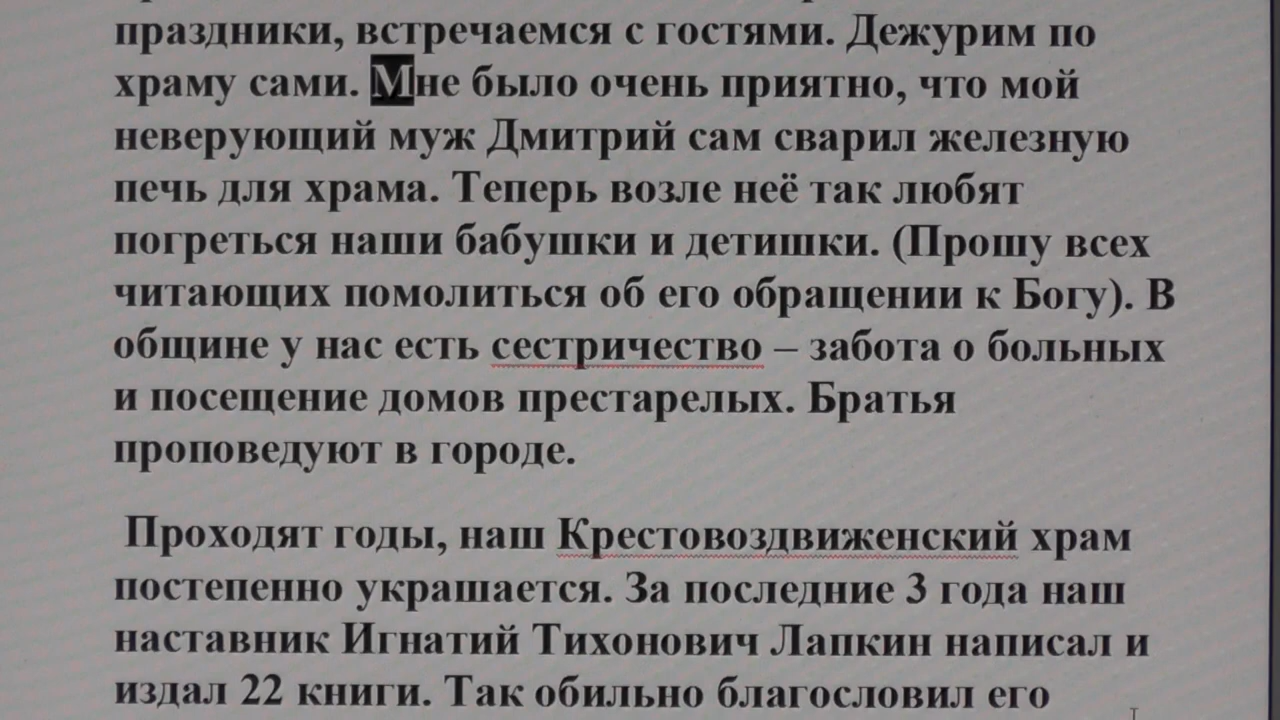 праздники, встречаемся с гостями. Дежурим по
храму сами. Мне было очень приятно, что мой
неверующий муж Дмитрий сам сварил железную
печь для храма. Теперь возле неё так любят
погреться наши бабушки и детишки. (Прошу всех
читающих помолиться об его обращении к Богу). В
общине у нас есть сестричество – забота о больных
и посещение домов престарелых. Братья
проповедуют в городе.
Проходят годы, наш Крестовоздвиженский храм
постепенно украшается. За последние 3 года наш
наставник Игнатий Тихонович Лапкин написал и
издал 22 книги. Так обильно благословил его